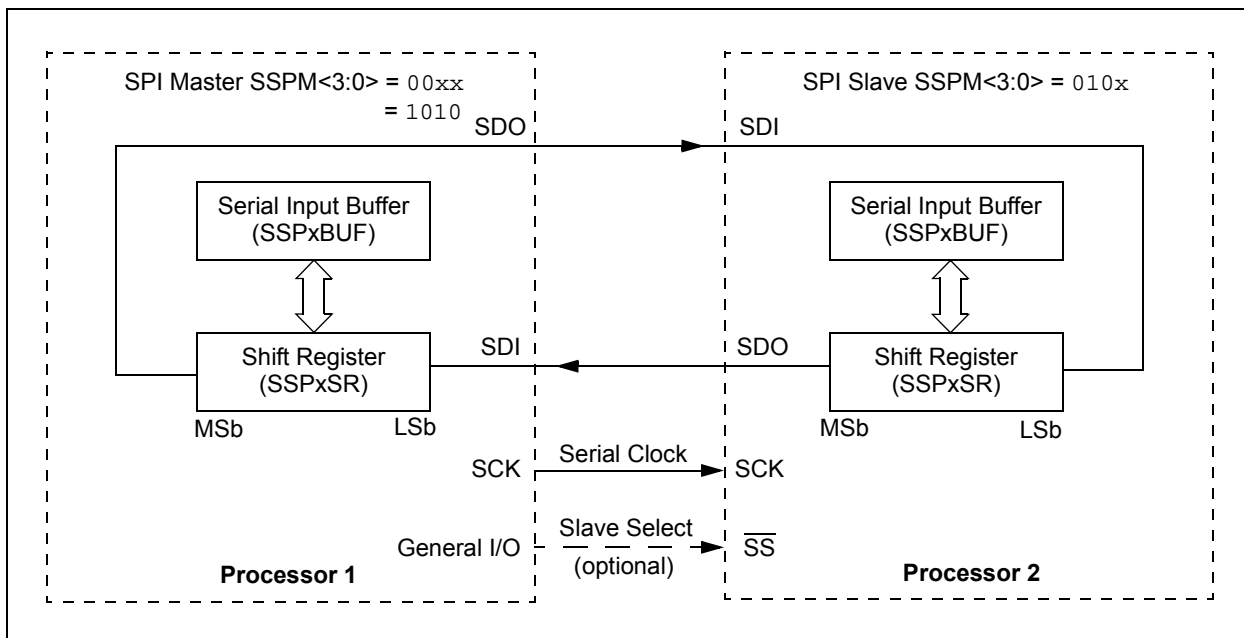 SPI Master SSPM<3:0> = 00xx
= 1010
SDO
Serial Input Buffer
(SSPxBUF)
Shift Register
(SSPxSR)
MSb
LSb
SDI
SCK
General I/O
Processor 1
Serial Clock
Slave Select
(optional)
SPI Slave SSPM<3:0> = 010x
SDI
Serial Input Buffer
(SSPxBUF)
SDO
Shift Register
(SSPxSR)
MSb
LSb
SCK
SS
Processor 2